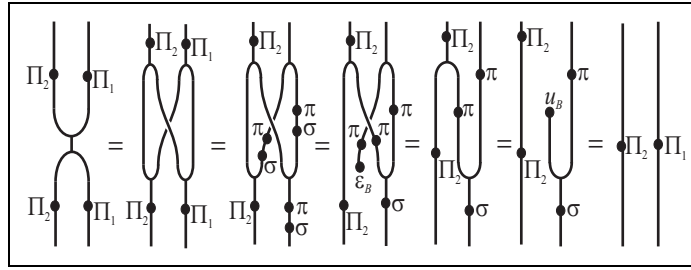 Π₂ Π₁ Π₂ Π₁
=
Π₂ Π₁ Π₂ Π₁
=
Π₂ π σ π σ Π₂ π σ
=
Π₂ π π π ε_B Π₂ σ
=
Π₂ π π Π₂ σ
=
Π₂ π u_B σ
=
Π₂ Π₁